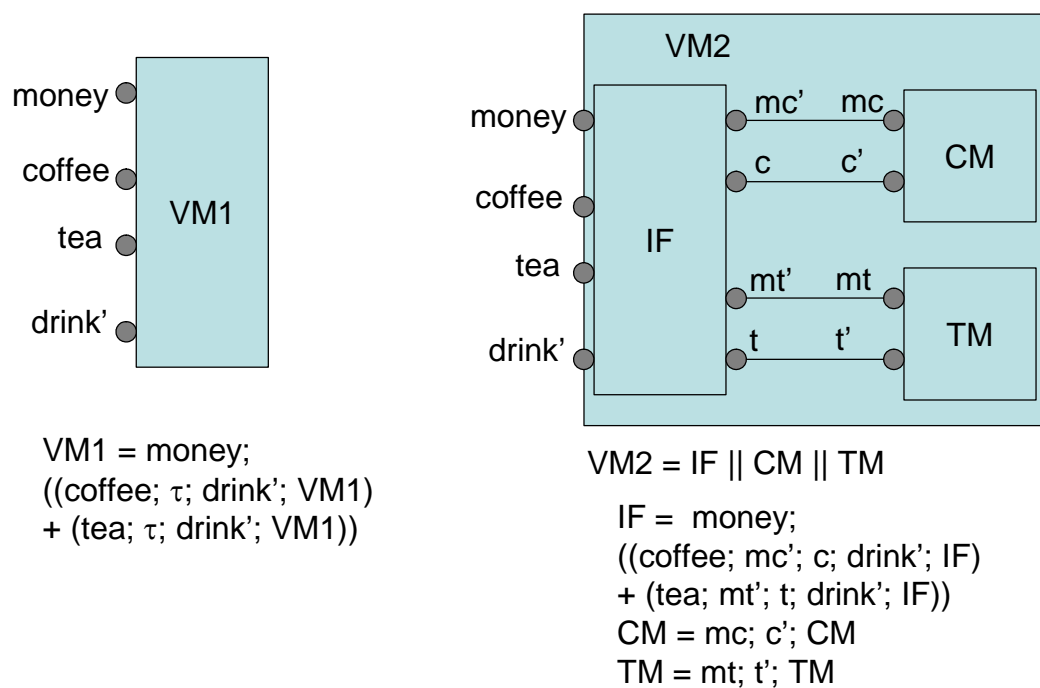 money
coffee
tea
drink’
VM1
VM1 = money;
((coffee; τ; drink’; VM1)
+ (tea; τ; drink’; VM1))
VM2
money
coffee
tea
drink’
IF
mc’ mc
c c’
CM
mt’ mt
t t’
TM
VM2 = IF || CM || TM
IF = money;
((coffee; mc’; c; drink’; IF)
+ (tea; mt’; t; drink’; IF))
CM = mc; c’; CM
TM = mt; t’; TM